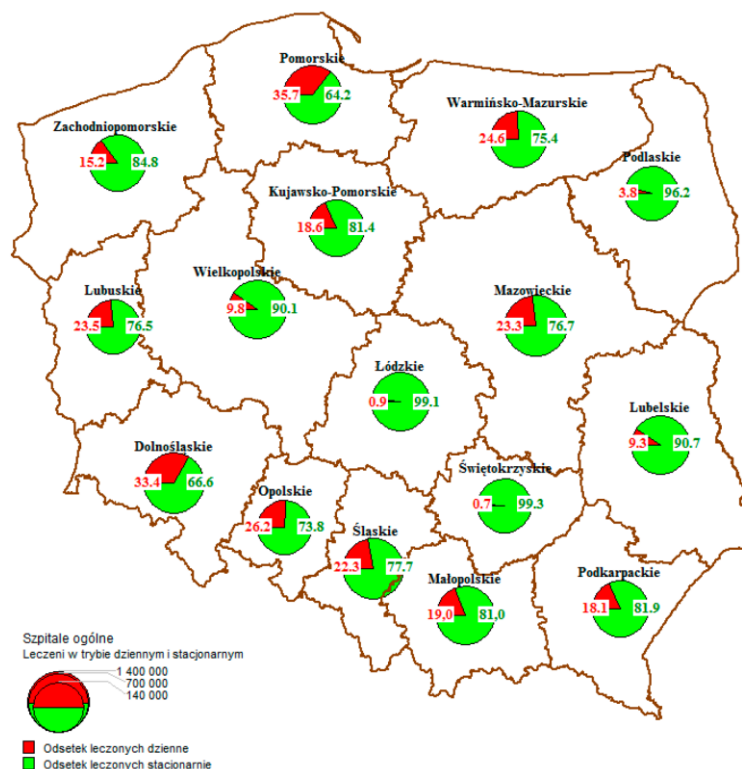 Pomorskie
35.7 64.2
Warmińsko-Mazurskie
24.6 75.4
Zachodniopomorskie
15.2 84.8
Podlaskie
3.8 96.2
Kujawsko-Pomorskie
18.6 81.4
Wielkopolskie
9.8 90.1
Lubuskie
23.5 76.5
Mazowieckie
23.3 76.7
Łódzkie
0.9 99.1
Lubelskie
9.3 90.7
Dolnośląskie
33.4 66.6
Świętokrzyskie
0.7 99.3
Opolskie
26.2 73.8
Śląskie
22.3 77.7
Małopolskie
19,0 81,0
Podkarpackie
18.1 81.9
Szpitale ogólne
Leczeni w trybie dziennym i stacjonarnym
1 400 000
700 000
140 000
Odsetek leczonych dzienne
Odsetek leczonych stacionarnie